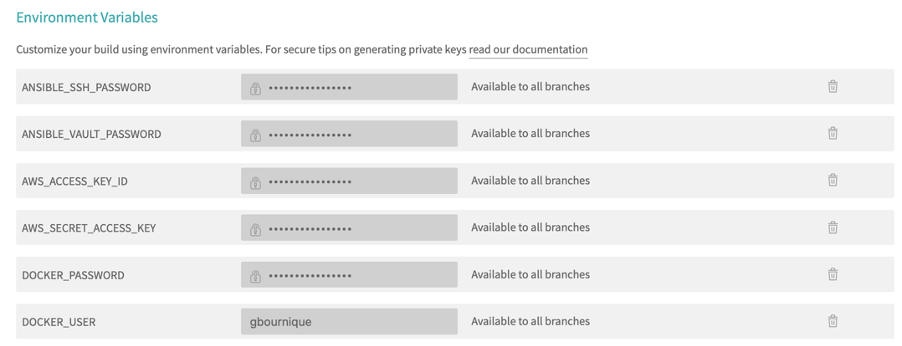 Environment Variables
Customize your build using environment variables. For secure tips on generating private keys read our documentation
ANSIBLE_SSH_PASSWORD •••••••••••••••• Available to all branches
ANSIBLE_VAULT_PASSWORD •••••••••••••••• Available to all branches
AWS_ACCESS_KEY_ID •••••••••••••••• Available to all branches
AWS_SECRET_ACCESS_KEY •••••••••••••••• Available to all branches
DOCKER_PASSWORD •••••••••••••••• Available to all branches
DOCKER_USER gbournique Available to all branches